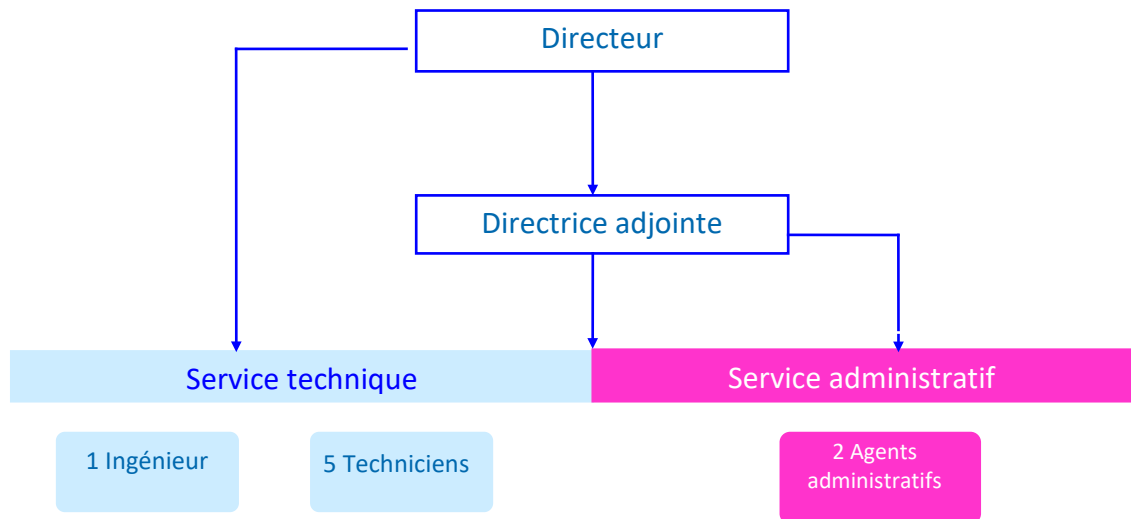 Directeur
Directrice adjointe
Service technique
Service administratif
1 Ingénieur
5 Techniciens
2 Agents
administratifs